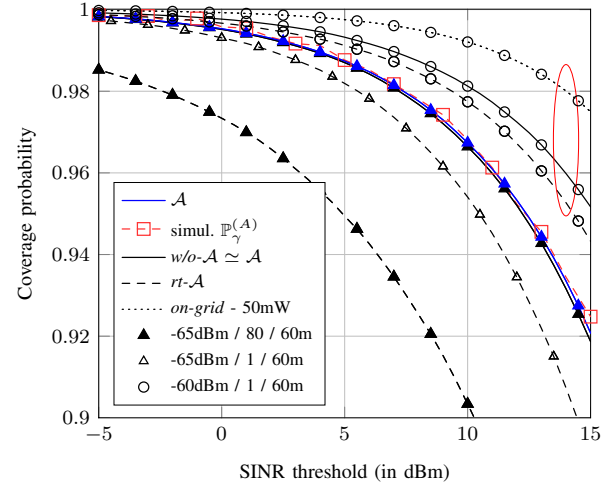 1
0.98
0.96
0.94
0.92
0.9
Coverage probability
𝒜
simul. ℙ_γ^(A)
w/o-𝒜 ≃ 𝒜
rt-𝒜
on-grid - 50mW
-65dBm / 80 / 60m
-65dBm / 1 / 60m
-60dBm / 1 / 60m
−5 0 5 10 15
SINR threshold (in dBm)